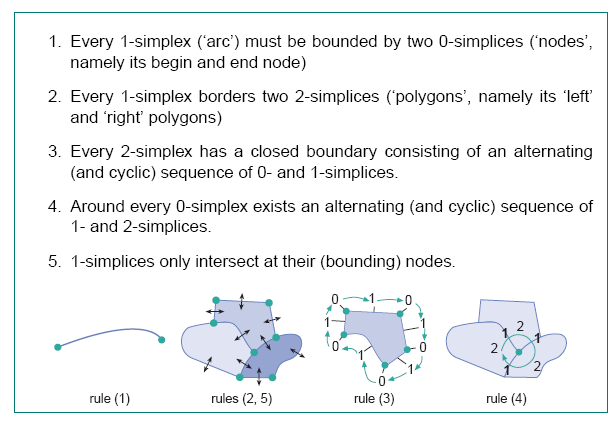 1. Every 1-simplex (‘arc’) must be bounded by two 0-simplices (‘nodes’,
namely its begin and end node)
2. Every 1-simplex borders two 2-simplices (‘polygons’, namely its ‘left’
and ‘right’ polygons)
3. Every 2-simplex has a closed boundary consisting of an alternating
(and cyclic) sequence of 0- and 1-simplices.
4. Around every 0-simplex exists an alternating (and cyclic) sequence of
1- and 2-simplices.
5. 1-simplices only intersect at their (bounding) nodes.
0 1 0
1 1
0 1 0
1
0
2
1 1
2
1 2
rule (1) rules (2, 5) rule (3) rule (4)